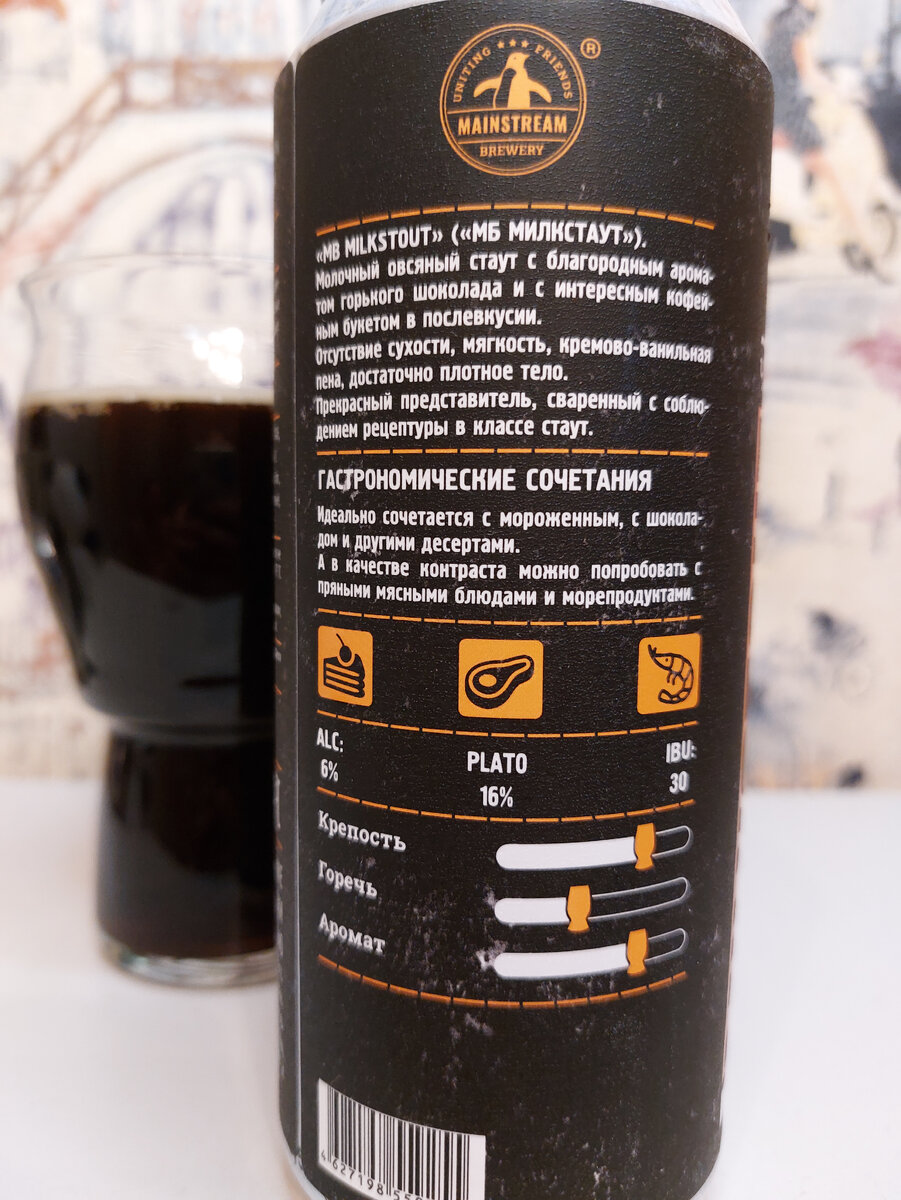 UNITING ★★★ FRIENDS ®
MAINSTREAM
BREWERY
«MB MILKSTOUT» («МБ МИЛКСТАУТ»).
Молочный овсяный стаут с благородным арома-
том горького шоколада и с интересным кофей-
ным букетом в послевкусии.
Отсутствие сухости, мягкость, кремово-ванильная
пена, достаточно плотное тело.
Прекрасный представитель, сваренный с соблю-
дением рецептуры в классе стаут.
ГАСТРОНОМИЧЕСКИЕ СОЧЕТАНИЯ
Идеально сочетается с мороженным, с шокола-
дом и другими десертами.
А в качестве контраста можно попробовать с
пряными мясными блюдами и морепродуктами.
ALC:
6%
PLATO
16%
IBU:
30
Крепость
Горечь
Аромат
4 627198 55